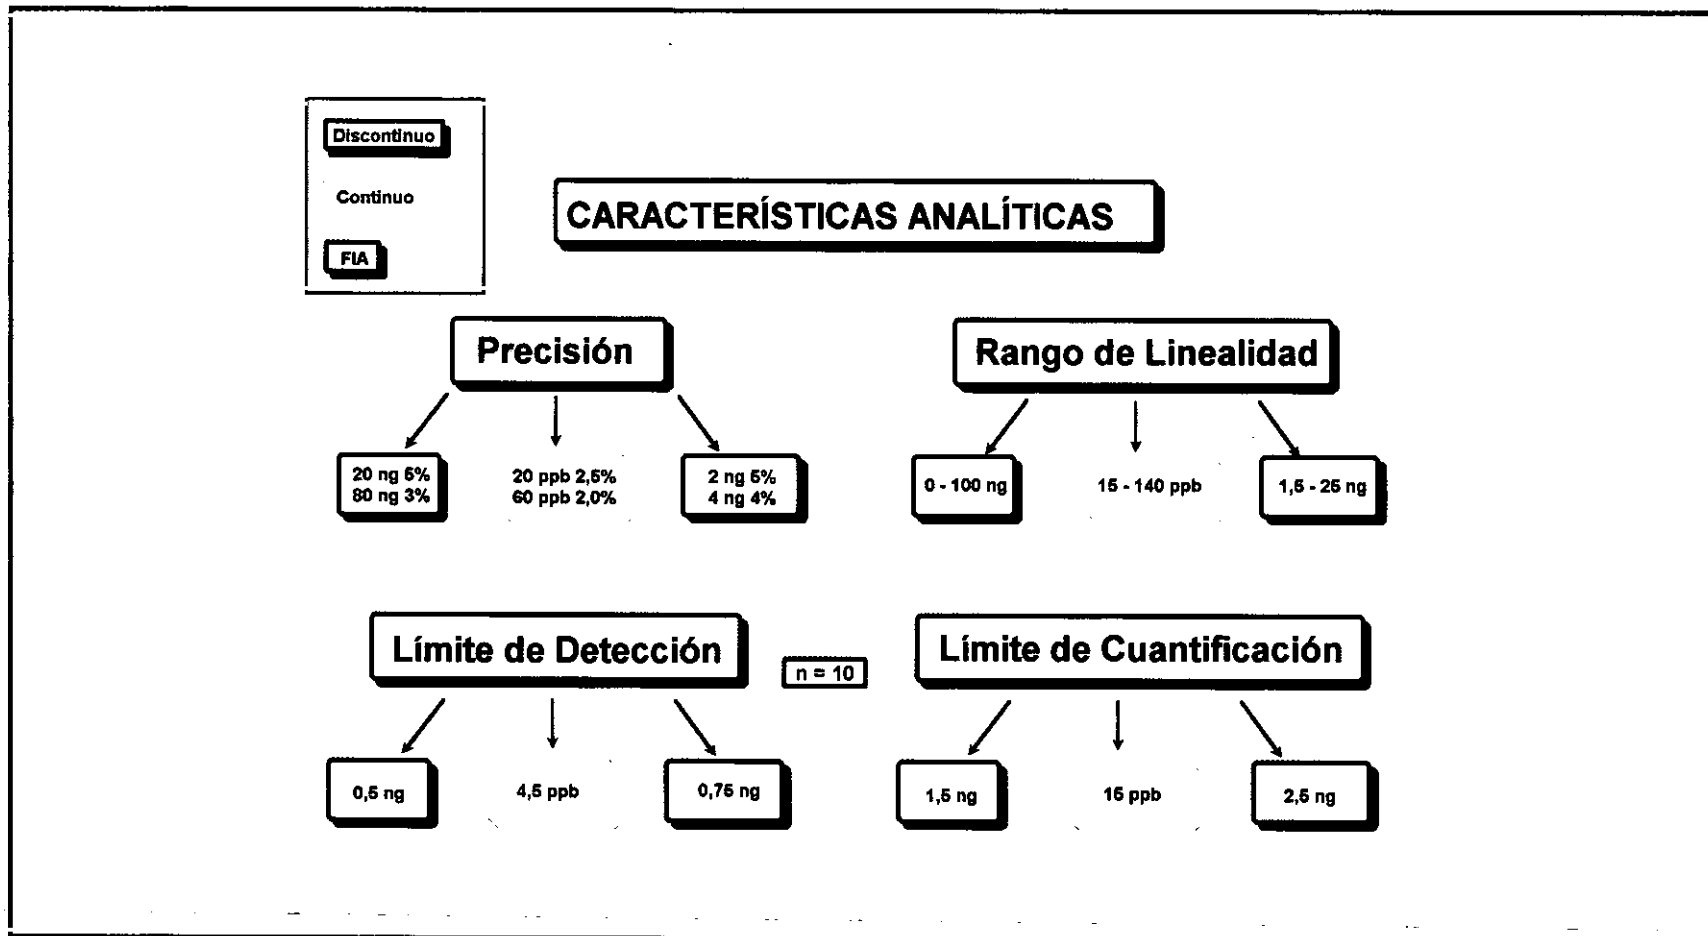 Discontinuo
Continuo
FIA
CARACTERÍSTICAS ANALÍTICAS
Precisión
20 ng 5%
80 ng 3%
20 ppb 2,5%
60 ppb 2,0%
2 ng 5%
4 ng 4%
Rango de Linealidad
0 - 100 ng
15 - 140 ppb
1,5 - 25 ng
Límite de Detección
n = 10
Límite de Cuantificación
0,5 ng
4,5 ppb
0,75 ng
1,5 ng
15 ppb
2,5 ng